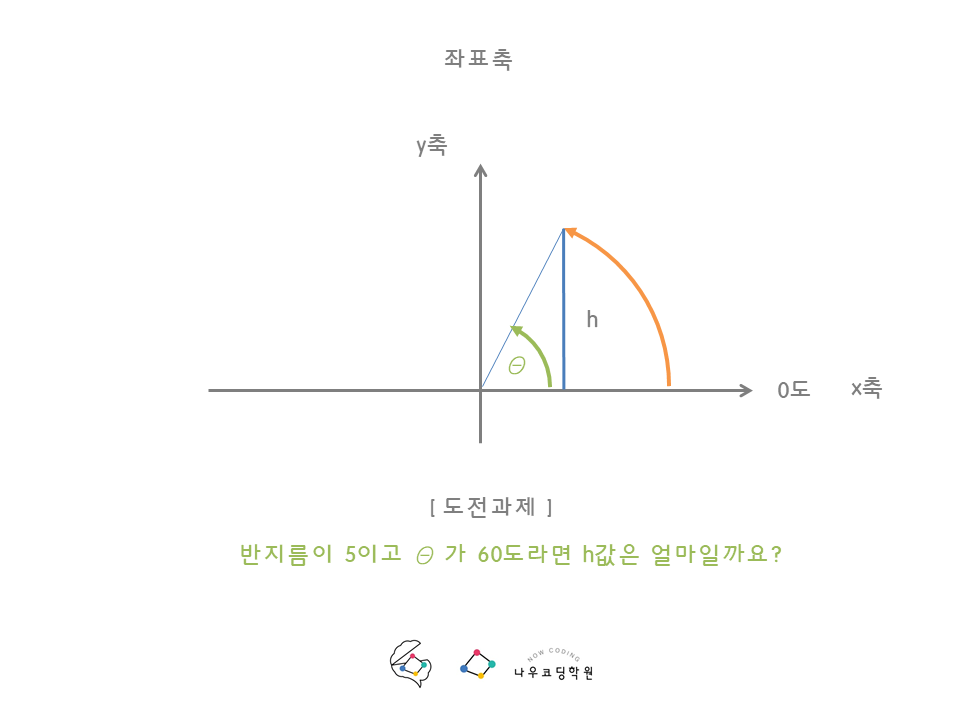 좌표축
y축
h
θ
0도 x축
[ 도전과제 ]
반지름이 5이고 θ 가 60도라면 h값은 얼마일까요?
NOW CODING
나우코딩학원